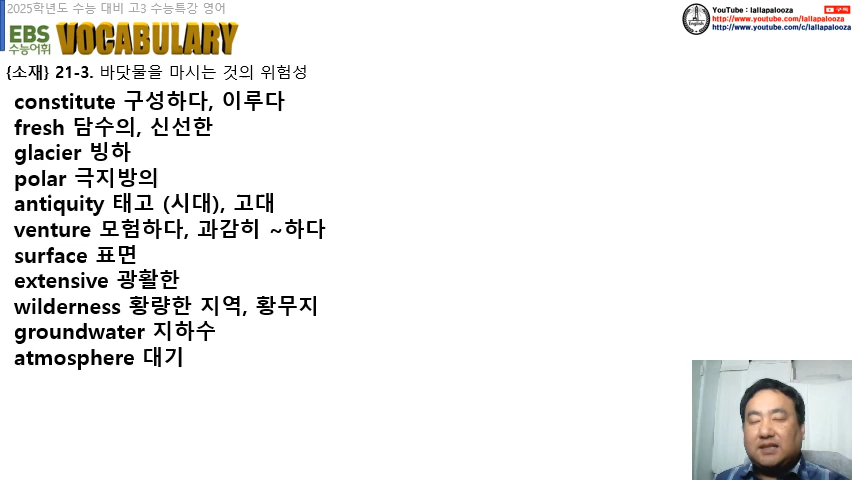 2025학년도 수능 대비 고3 수능특강 영어
EBS 수능어휘 VOCABULARY
YouTube : lallapalooza 구독
http://www.youtube.com/lallapalooza
http://www.youtube.com/c/lallapalooza
English
{소재} 21-3. 바닷물을 마시는 것의 위험성
constitute 구성하다, 이루다
fresh 담수의, 신선한
glacier 빙하
polar 극지방의
antiquity 태고 (시대), 고대
venture 모험하다, 과감히 ~하다
surface 표면
extensive 광활한
wilderness 황량한 지역, 황무지
groundwater 지하수
atmosphere 대기